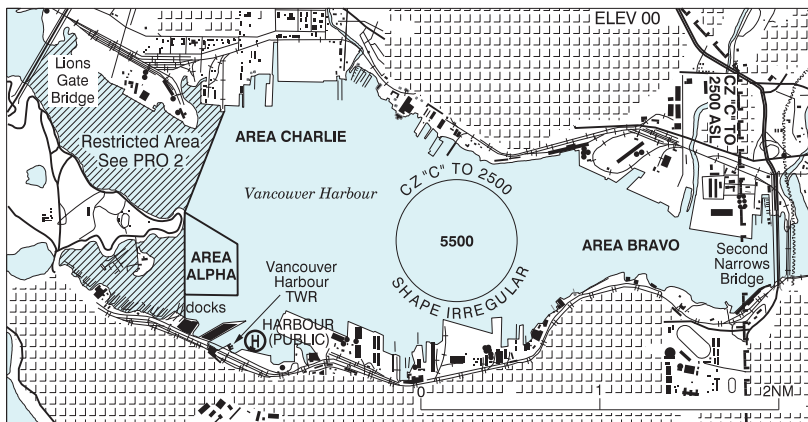 ELEV 00
Lions
Gate
Bridge
CZ "C" TO
2500 ASL
Restricted Area
See PRO 2
AREA CHARLIE
Vancouver Harbour
CZ "C" TO 2500
5500
SHAPE IRREGULAR
AREA BRAVO
AREA
ALPHA
Second
Narrows
Bridge
Vancouver
Harbour
TWR
docks
H
HARBOUR
(PUBLIC)
0
1
2NM